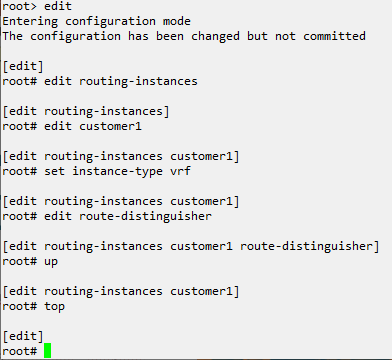 root> edit
Entering configuration mode
The configuration has been changed but not committed
[edit]
root# edit routing-instances
[edit routing-instances]
root# edit customer1
[edit routing-instances customer1]
root# set instance-type vrf
[edit routing-instances customer1]
root# edit route-distinguisher
[edit routing-instances customer1 route-distinguisher]
root# up
[edit routing-instances customer1]
root# top
[edit]
root#